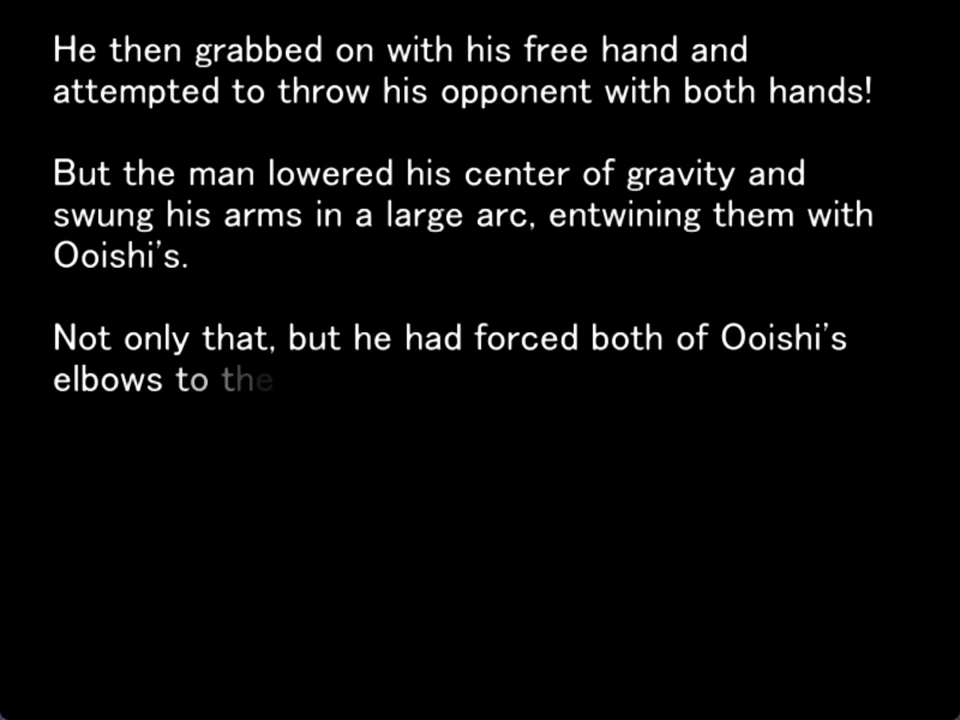 He then grabbed on with his free hand and
attempted to throw his opponent with both hands!
But the man lowered his center of gravity and
swung his arms in a large arc, entwining them with
Ooishi's.
Not only that, but he had forced both of Ooishi's
elbows to the